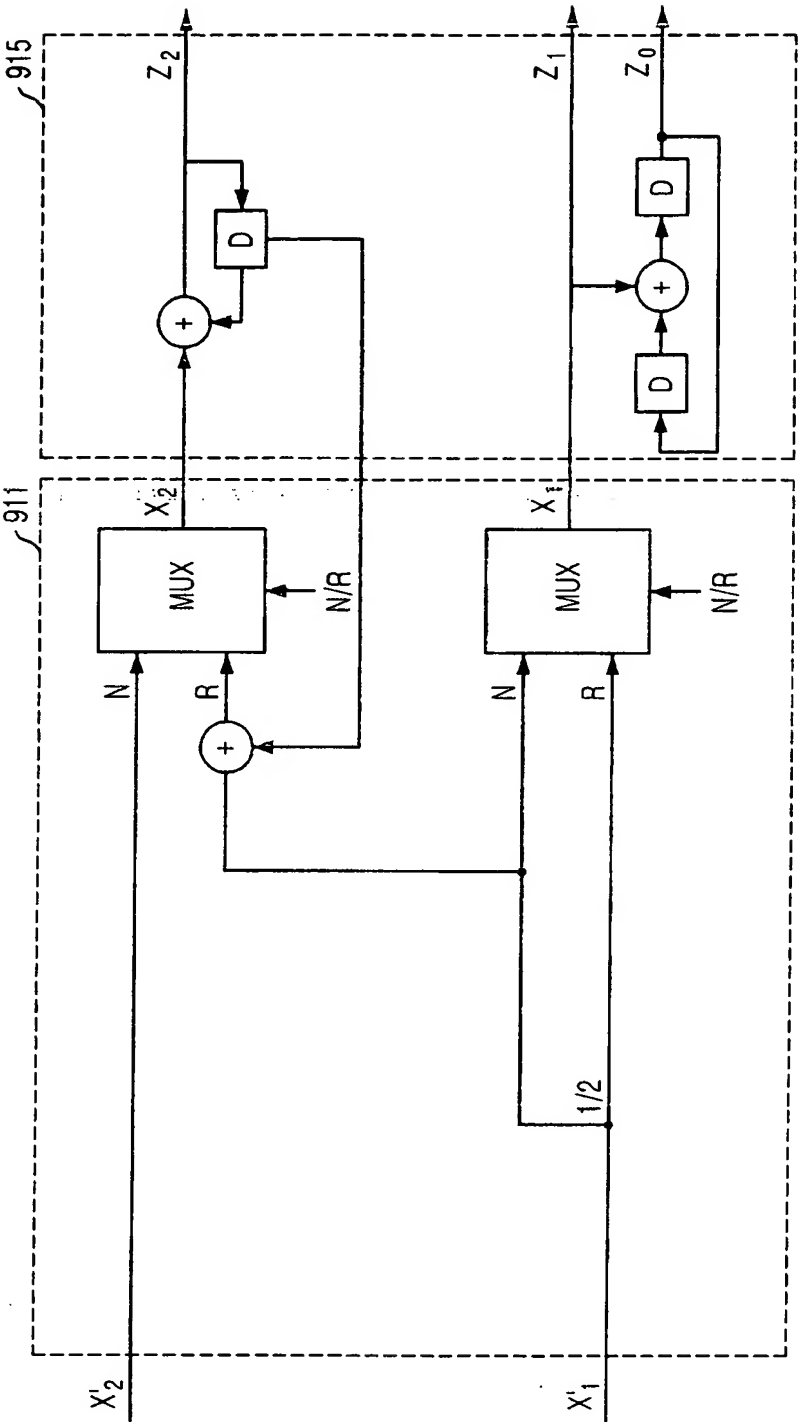 911
915
X'2
N
MUX
X2
+
Z2
R
+
N/R
D
N
MUX
X1
Z1
X'1
1/2
R
N/R
D
+
D
Z0